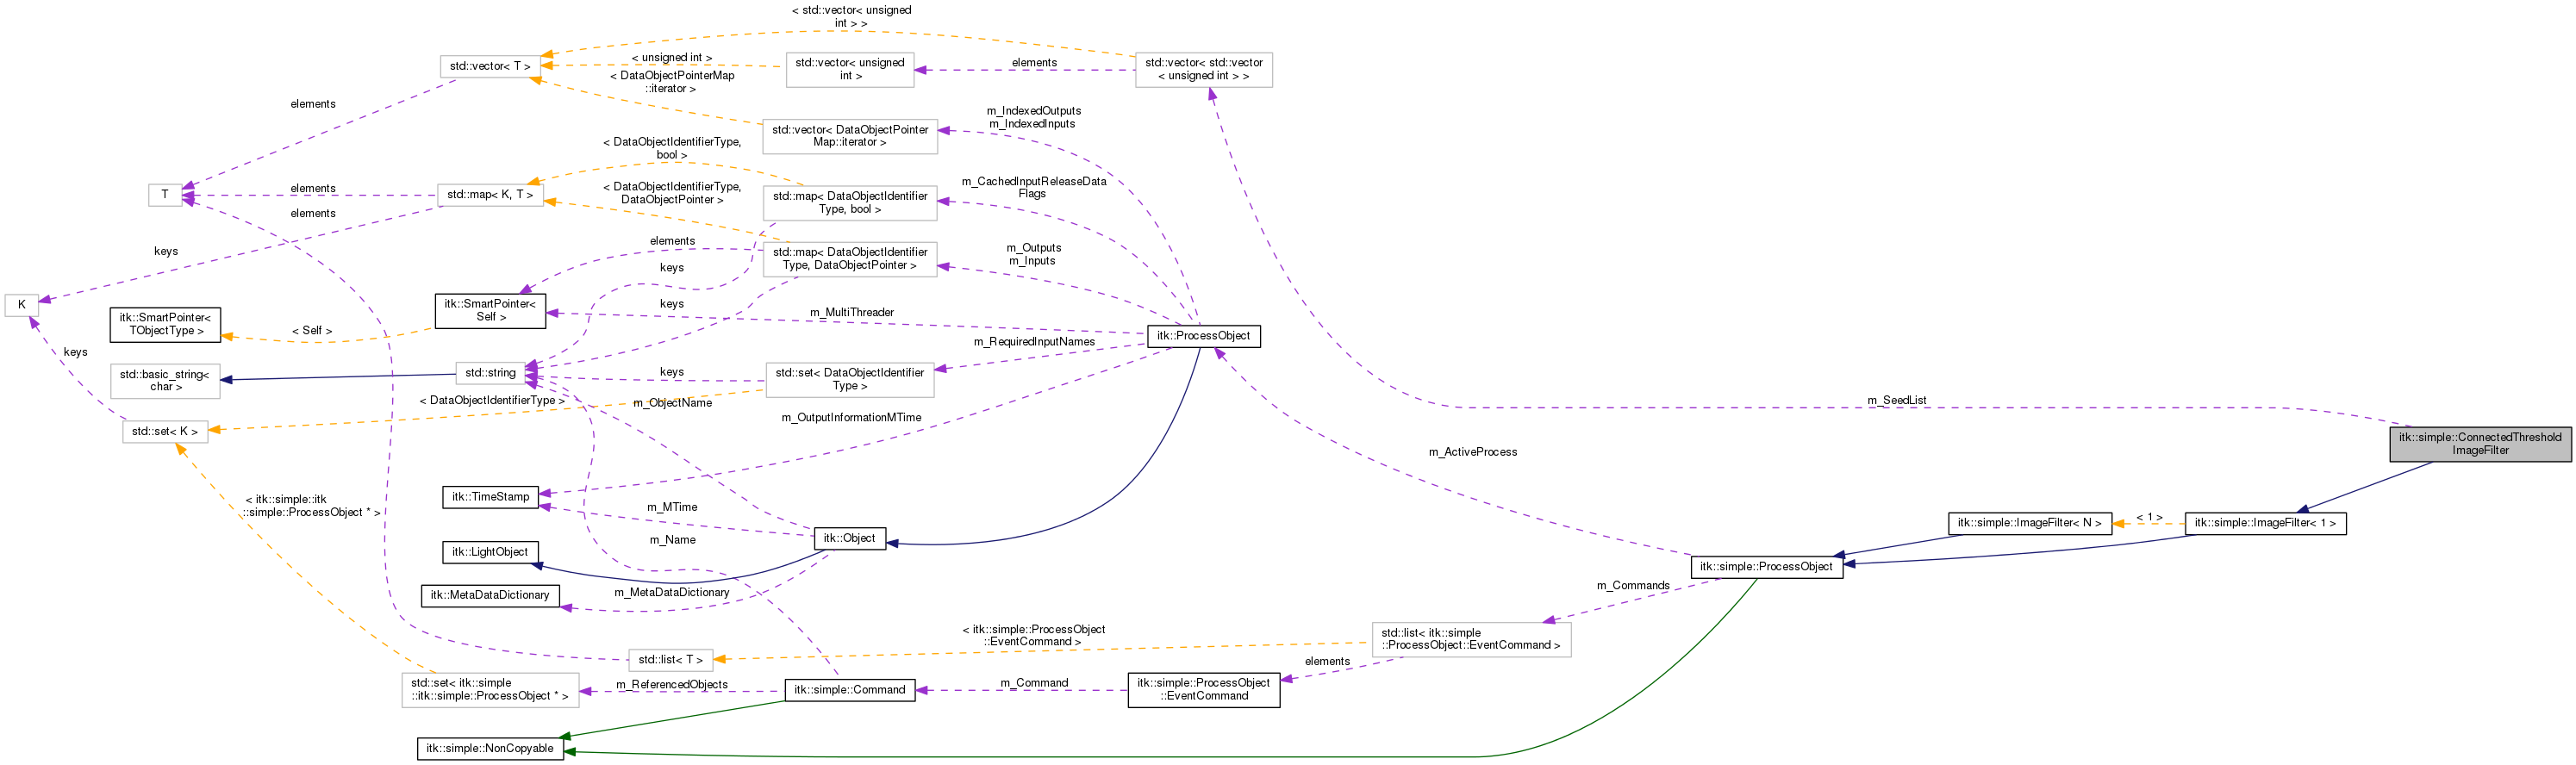 < std::vector< unsigned
int > >
std::vector< T >
< unsigned int >
std::vector< unsigned
int >
elements
std::vector< std::vector
< unsigned int > >
< DataObjectPointerMap
::iterator >
elements
m_IndexedOutputs
m_IndexedInputs
std::vector< DataObjectPointer
Map::iterator >
< DataObjectIdentifierType,
bool >
T
elements
std::map< K, T >
< DataObjectIdentifierType,
DataObjectPointer >
std::map< DataObjectIdentifier
Type, bool >
m_CachedInputReleaseData
Flags
elements
keys
elements
std::map< DataObjectIdentifier
Type, DataObjectPointer >
m_Outputs
m_Inputs
keys
K
itk::SmartPointer<
TObjectType >
< Self >
itk::SmartPointer<
Self >
keys
m_MultiThreader
itk::ProcessObject
keys
std::basic_string<
char >
std::string
keys
std::set< DataObjectIdentifier
Type >
m_RequiredInputNames
std::set< K >
< DataObjectIdentifierType >
m_ObjectName
m_OutputInformationMTime
m_SeedList
itk::simple::ConnectedThreshold
ImageFilter
m_ActiveProcess
< itk::simple::itk
::simple::ProcessObject * >
itk::TimeStamp
m_MTime
itk::Object
m_Name
itk::LightObject
itk::simple::ImageFilter< N >
< 1 >
itk::simple::ImageFilter< 1 >
itk::simple::ProcessObject
itk::MetaDataDictionary
m_MetaDataDictionary
m_Commands
std::list< T >
< itk::simple::ProcessObject
::EventCommand >
std::list< itk::simple
::ProcessObject::EventCommand >
elements
std::set< itk::simple
::itk::simple::ProcessObject * >
m_ReferencedObjects
itk::simple::Command
m_Command
itk::simple::ProcessObject
::EventCommand
itk::simple::NonCopyable